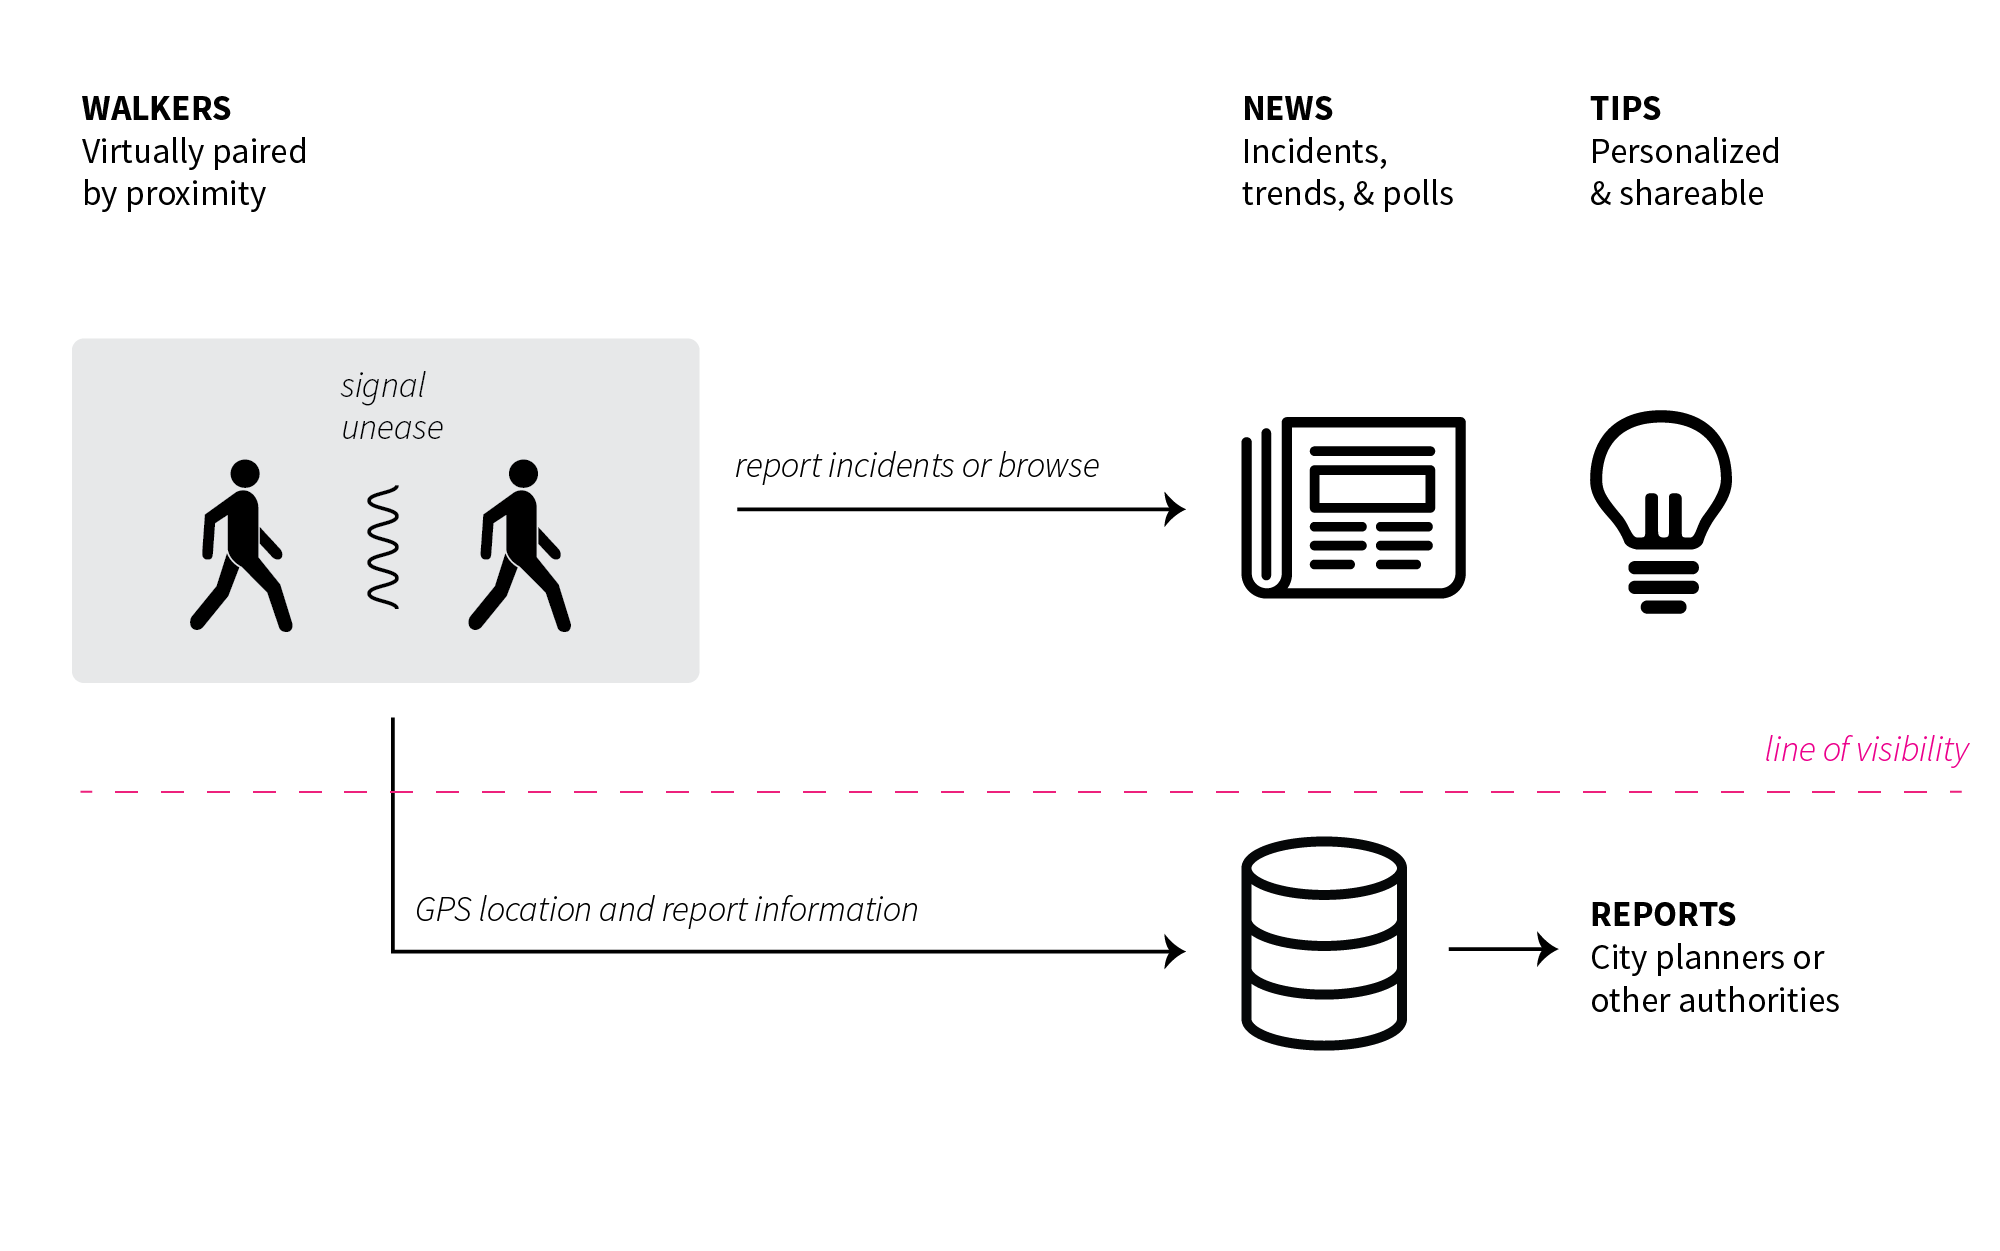 WALKERS
Virtually paired
by proximity
NEWS
Incidents,
trends, & polls
TIPS
Personalized
& shareable
signal
unease
report incidents or browse
line of visibility
GPS location and report information
REPORTS
City planners or
other authorities